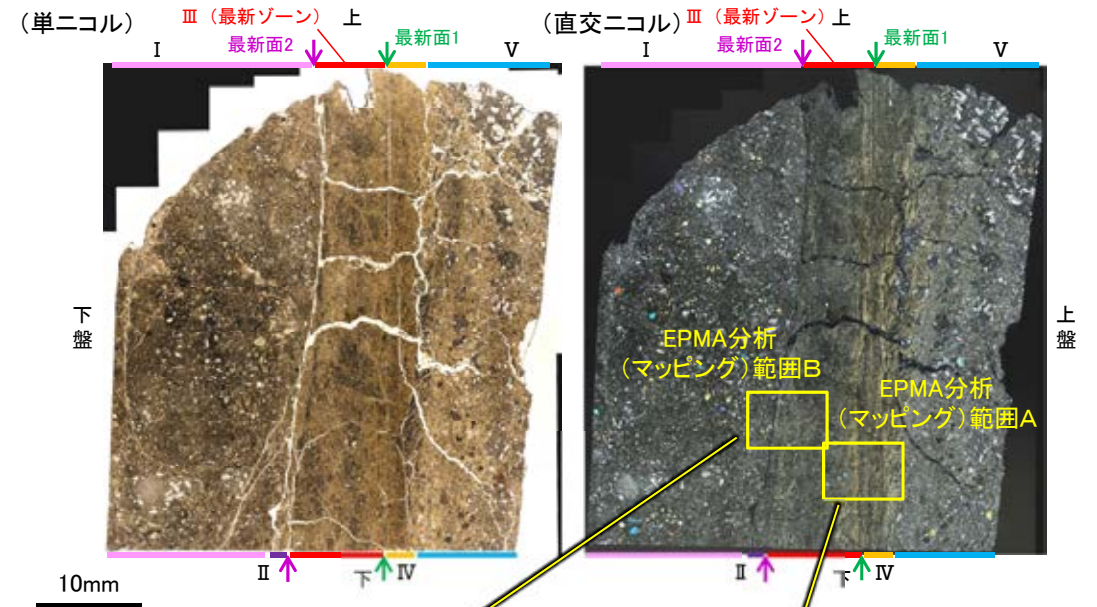 (単ニコル)
Ⅲ(最新ゾーン)
上
Ⅰ
最新面2
最新面1
Ⅴ
下
盤
Ⅱ
下
Ⅳ
10mm
(直交ニコル)
Ⅲ(最新ゾーン)
上
Ⅰ
最新面2
最新面1
Ⅴ
上
盤
EPMA分析
(マッピング)範囲B
EPMA分析
(マッピング)範囲A
Ⅱ
下
Ⅳ